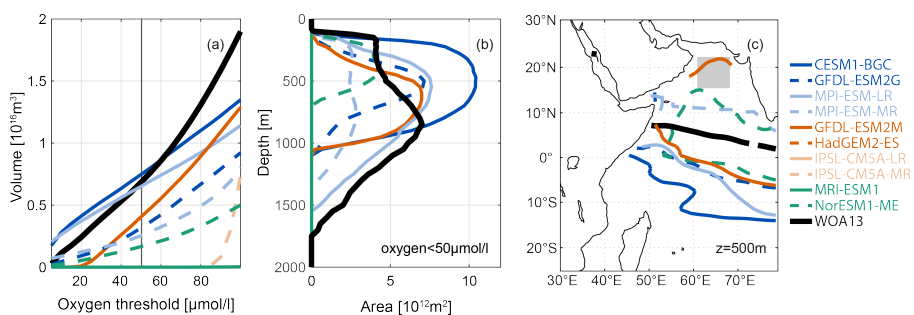 (a)
Volume [10¹⁶m³]
2
1.5
1
0.5
0
20
40
60
80
Oxygen threshold [μmol/l]
(b)
Depth [m]
0
500
1000
1500
2000
oxygen<50μmol/l
0
5
10
Area [10¹²m²]
(c)
30°N
20°N
10°N
0°
10°S
20°S
z=500m
30°E
40°E
50°E
60°E
70°E
CESM1-BGC
GFDL-ESM2G
MPI-ESM-LR
MPI-ESM-MR
GFDL-ESM2M
HadGEM2-ES
IPSL-CM5A-LR
IPSL-CM5A-MR
MRI-ESM1
NorESM1-ME
WOA13